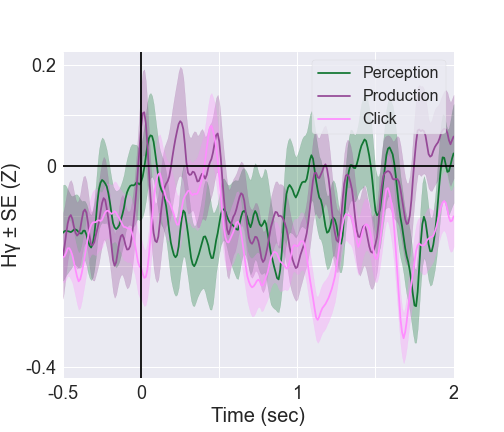 0.2
Perception
Production
Click
0
Hγ ± SE (Z)
-0.4
-0.5
0
1
2
Time (sec)